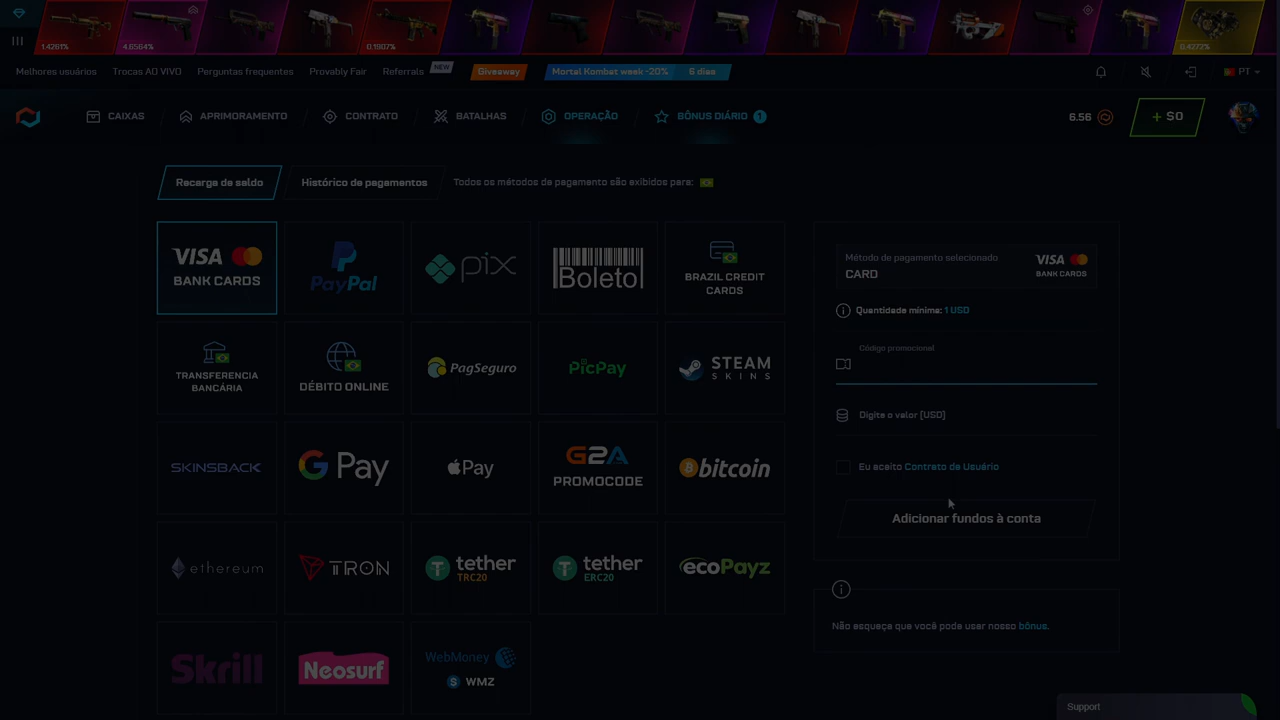 1.4261%
4.6564%
0.1907%
0.4272%
Melhores usuários
Trocas AO VIVO
Perguntas frequentes
Provably Fair
Referrals
NEW
Giveaway
Mortal Kombat week -20%
6 dias
PT
CAIXAS
APRIMORAMENTO
CONTRATO
BATALHAS
OPERAÇÃO
BÔNUS DIÁRIO
1
6.56
+ $0
Recarga de saldo
Histórico de pagamentos
Todos os métodos de pagamento são exibidos para:
VISA
BANK CARDS
PayPal
pix
Boleto
BRAZIL CREDIT
CARDS
TRANSFERENCIA
BANCÁRIA
DÉBITO ONLINE
PagSeguro
PicPay
STEAM
SKINS
SKINSBACK
G Pay
Pay
G2A
PROMOCODE
bitcoin
ethereum
TRON
tether
TRC20
tether
ERC20
ecoPayz
Skrill
Neosurf
WebMoney
WMZ
Método de pagamento selecionado
CARD
VISA
BANK CARDS
Quantidade mínima: 1 USD
Código promocional
Digite o valor (USD)
Eu aceito Contrato de Usuário
Adicionar fundos à conta
Não esqueça que você pode usar nosso bônus.
Support